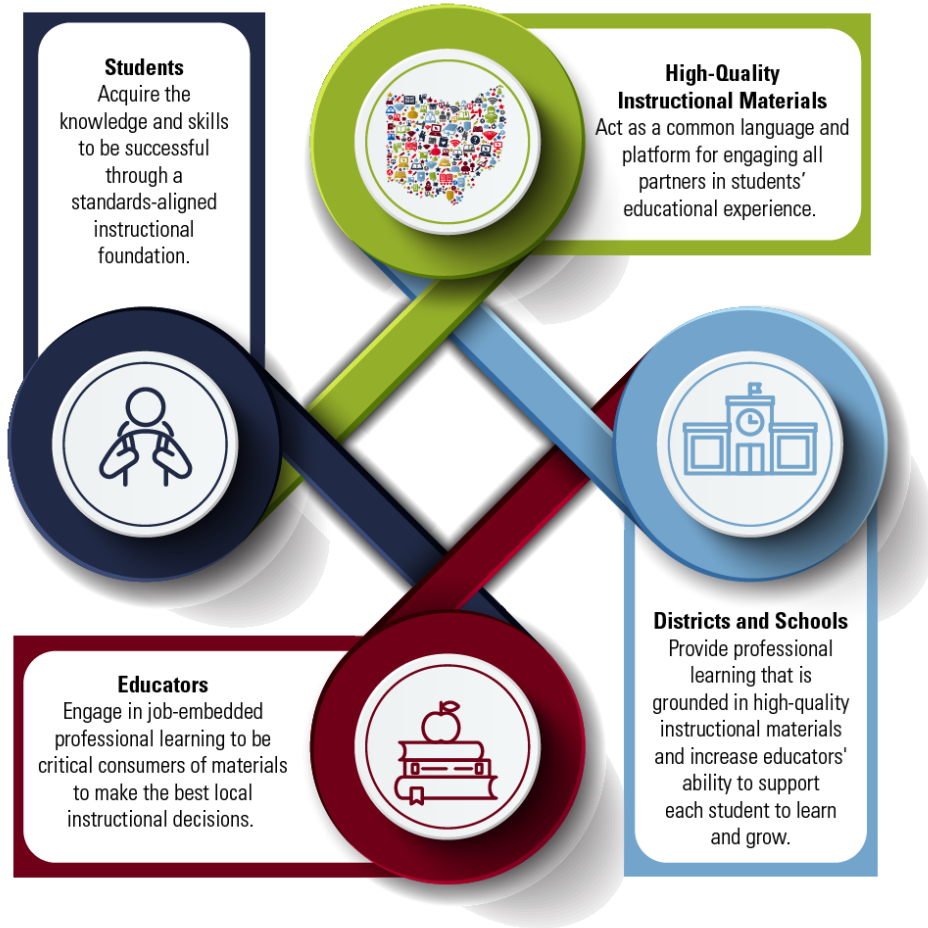 Students
Acquire the
knowledge and skills
to be successful
through a
standards-aligned
instructional
foundation.
High-Quality
Instructional Materials
Act as a common language and
platform for engaging all
partners in students’
educational experience.
Educators
Engage in job-embedded
professional learning to be
critical consumers of materials
to make the best local
instructional decisions.
Districts and Schools
Provide professional
learning that is
grounded in high-quality
instructional materials
and increase educators'
ability to support
each student to learn
and grow.